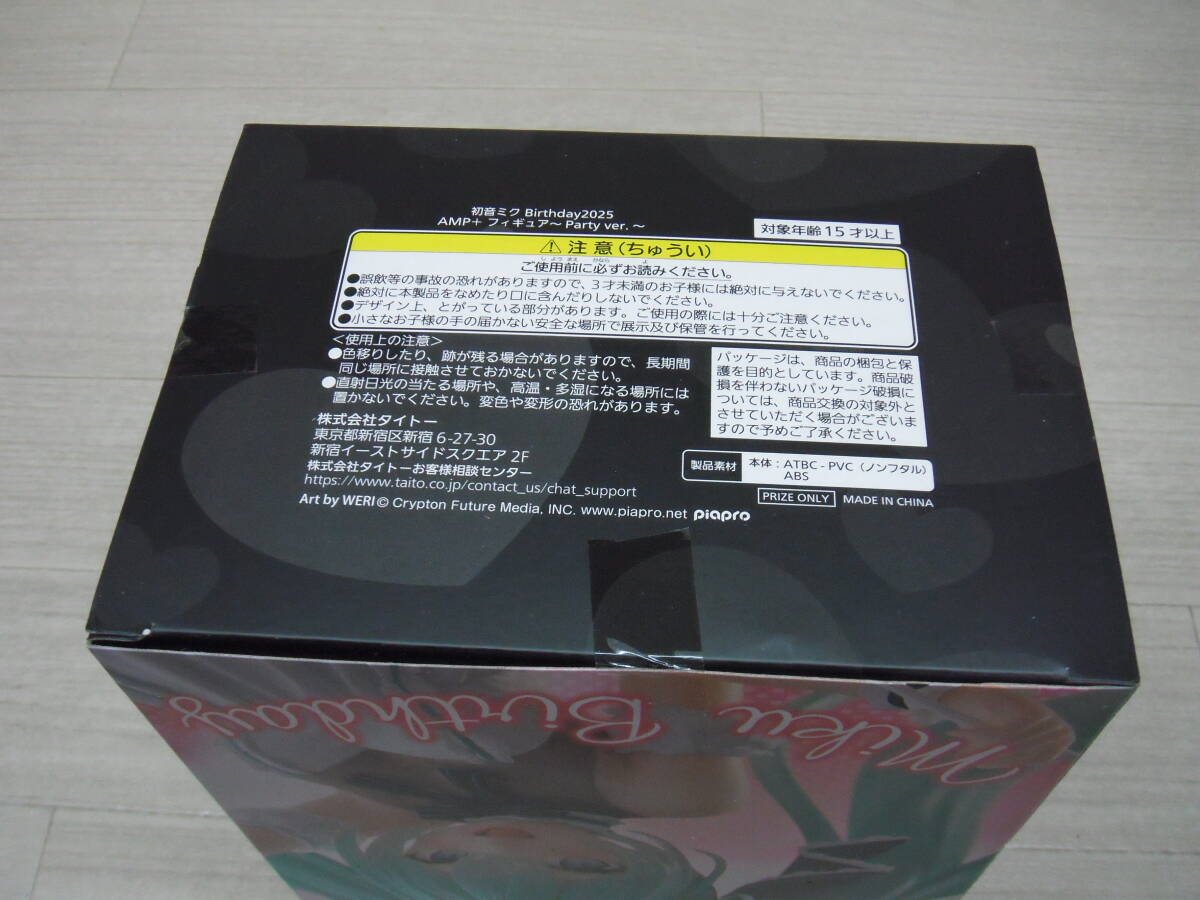 初音ミク Birthday2025
AMP+ フィギュア～ Party ver. ～
対象年齢 15 才以上
⚠ 注意(ちゅうい)
しよう まえ かなら よ
ご使用前に必ずお読みください。
●誤飲等の事故の恐れがありますので、3才未満のお子様には絶対に与えないでください。
●絶対に本製品をなめたり口に含んだりしないでください。
●デザイン上、とがっている部分があります。ご使用の際には十分ご注意ください。
●小さなお子様の手の届かない安全な場所で展示及び保管を行ってください。
＜使用上の注意＞
●色移りしたり、跡が残る場合がありますので、長期間
同じ場所に接触させておかないでください。
●直射日光の当たる場所や、高温・多湿になる場所には
置かないでください。変色や変形の恐れがあります。
パッケージは、商品の梱包と保
護を目的としています。商品破
損を伴わないパッケージ破損に
ついては、商品交換の対象外と
させていただく場合がございま
すので予めご了承ください。
株式会社タイトー
東京都新宿区新宿 6-27-30
新宿イーストサイドスクエア 2F
株式会社タイトーお客様相談センター
https://www.taito.co.jp/contact_us/chat_support
製品素材 本体：ATBC - PVC（ノンフタル）
ABS
PRIZE ONLY MADE IN CHINA
Art by WERI © Crypton Future Media, INC. www.piapro.net piapro
Miku Birthday